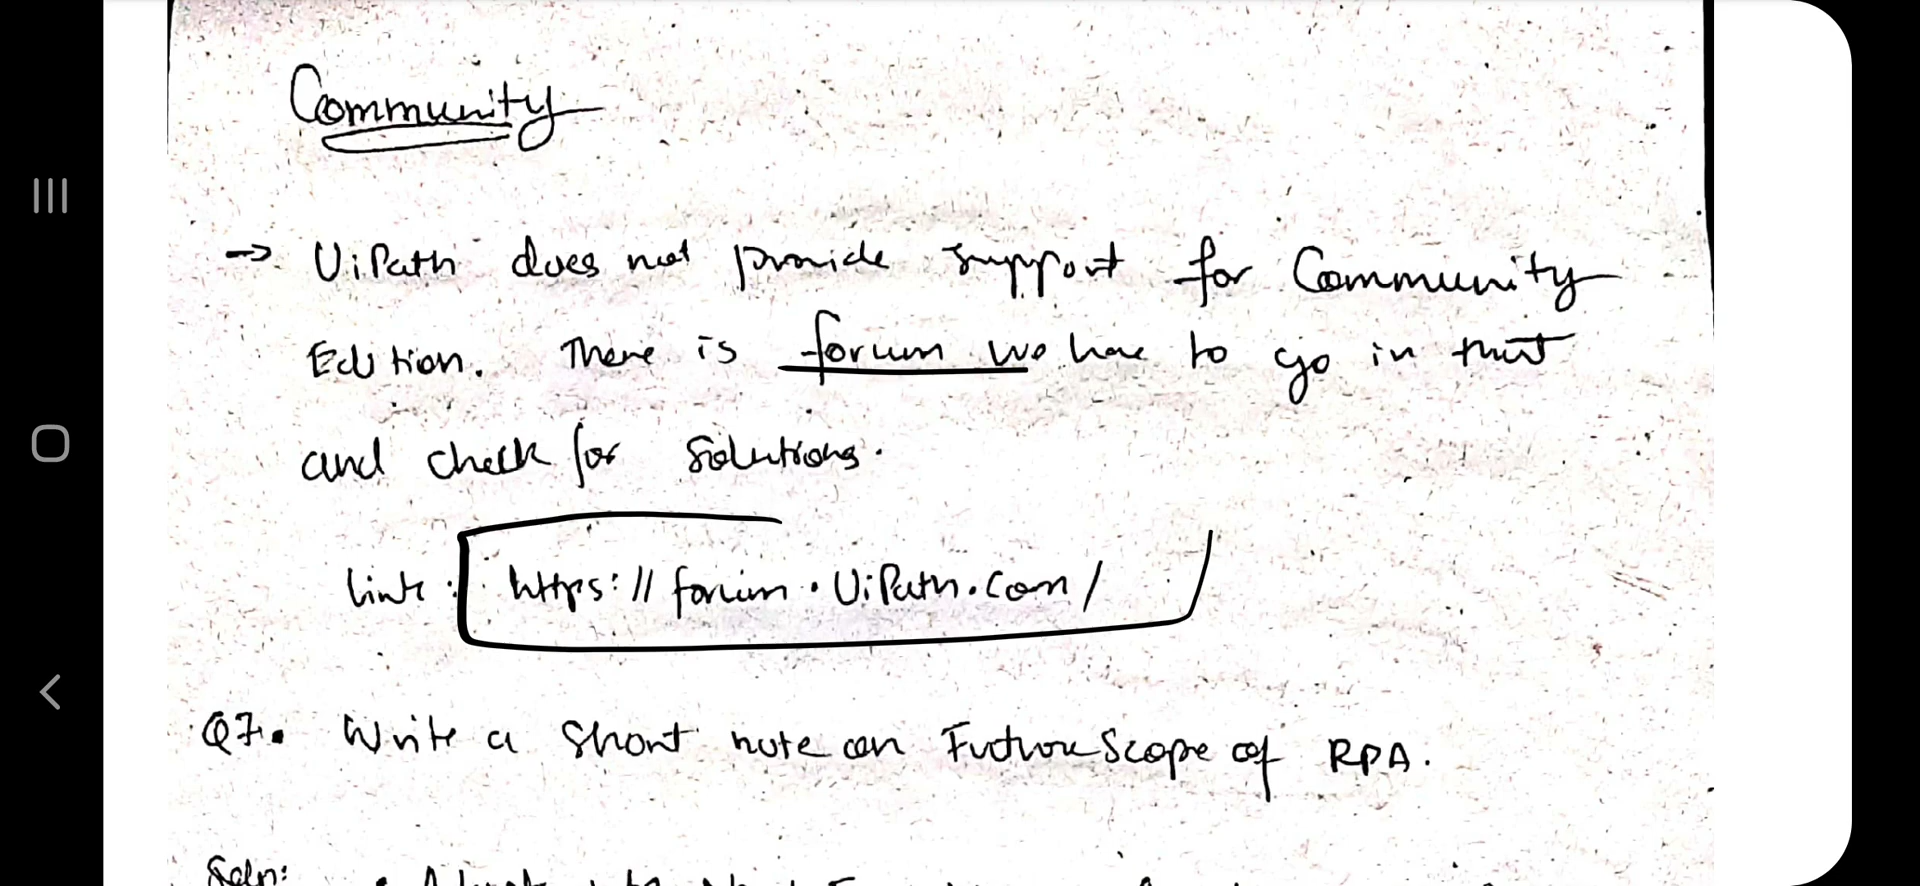 Community
→ UiPath does not provide support for Community
Edition. There is forum we have to go in that
and check for solutions.
link : https://forum.UiPath.com/
Q7. Write a short note on Future Scope of RPA.
Soln: